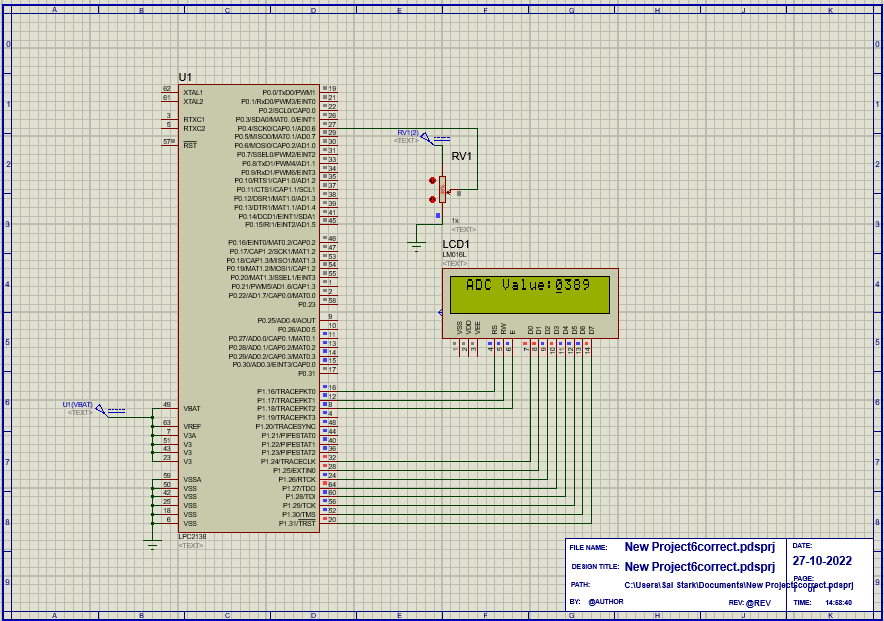 A B C D E F G H J K
0
1
2
3
4
5
6
7
8
9
U1
62 XTAL1
61 XTAL2
3 RTXC1
5 RTXC2
57 RST
49 VBAT
63 VREF
7 V3A
51 V3
43 V3
23 V3
59 VSSA
50 VSS
42 VSS
25 VSS
18 VSS
6 VSS
P0.0/TxD0/PWM1 19
P0.1/RxD0/PWM3/EINT0 21
P0.2/SCL0/CAP0.0 22
P0.3/SDA0/MAT0..0/EINT1 26
P0.4/SCK0/CAP0.1/AD0.6 27
P0.5/MISO0/MAT0.1/AD0.7 29
P0.6/MOSI0/CAP0.2/AD1.0 30
P0.7/SSEL0/PWM2/EINT2 31
P0.8/TxD1/PWM4/AD1.1 33
P0.9/RxD1/PWM6/EINT3 34
P0.10/RTS1/CAP1.0/AD1.2 35
P0.11/CTS1/CAP1.1/SCL1 37
P0.12/DSR1/MAT1.0/AD1.3 38
P0.13/DTR1/MAT1.1/AD1.4 39
P0.14/DCD1/EINT1/SDA1 41
P0.15/RI1/EINT2/AD1.5 45
P0.16/EINT0/MAT0.2/CAP0.2 46
P0.17/CAP1.2/SCK1/MAT1.2 47
P0.18/CAP1.3/MISO1/MAT1.3 53
P0.19/MAT1.2/MOSI1/CAP1.2 54
P0.20/MAT1.3/SSEL1/EINT3 55
P0.21/PWM5/AD1.6/CAP1.3 1
P0.22/AD1.7/CAP0.0/MAT0.0 2
P0.23 58
P0.25/AD0.4/AOUT 9
P0.26/AD0.5 10
P0.27/AD0.0/CAP0.1/MAT0.1 11
P0.28/AD0.1/CAP0.2/MAT0.2 13
P0.29/AD0.2/CAP0.3/MAT0.3 14
P0.30/AD0.3/EINT3/CAP0.0 15
P0.31 17
P1.16/TRACEPKT0 16
P1.17/TRACEPKT1 12
P1.18/TRACEPKT2 8
P1.19/TRACEPKT3 4
P1.20/TRACESYNC 48
P1.21/PIPESTAT0 44
P1.22/PIPESTAT1 40
P1.23/PIPESTAT2 36
P1.24/TRACECLK 32
P1.25/EXTIN0 28
P1.26/RTCK 24
P1.27/TDO 64
P1.28/TDI 60
P1.29/TCK 56
P1.30/TMS 52
P1.31/TRST 20
LPC2138
<TEXT>
U1(VBAT)
<TEXT>
RV1(2)
<TEXT>
RV1
1k
<TEXT>
LCD1
LM016L
<TEXT>
ADC Value:0389
VSS VDD VEE RS RW E D0 D1 D2 D3 D4 D5 D6 D7
1 2 3 4 5 6 7 8 9 10 11 12 13 14
FILE NAME: New Project6correct.pdsprj
DESIGN TITLE: New Project6correct.pdsprj
PATH: C:\Users\Sai Stark\Documents\New Project6correct.pdsprj
BY: @AUTHOR REV: @REV
DATE:
27-10-2022
PAGE:
1 of 1
TIME: 14:58:40
A B C D E F G H J K
0
1
2
3
4
5
6
7
8
9